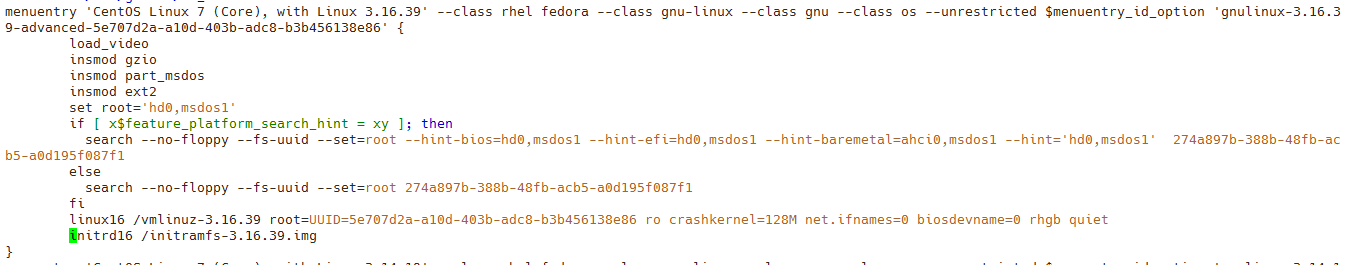 menuentry 'CentOS Linux 7 (Core), with Linux 3.16.39' --class rhel fedora --class gnu-linux --class gnu --class os --unrestricted $menuentry_id_option 'gnulinux-3.16.3
9-advanced-5e707d2a-a10d-403b-adc8-b3b456138e86' {
load_video
insmod gzio
insmod part_msdos
insmod ext2
set root='hd0,msdos1'
if [ x$feature_platform_search_hint = xy ]; then
search --no-floppy --fs-uuid --set=root --hint-bios=hd0,msdos1 --hint-efi=hd0,msdos1 --hint-baremetal=ahci0,msdos1 --hint='hd0,msdos1'  274a897b-388b-48fb-ac
b5-a0d195f087f1
else
search --no-floppy --fs-uuid --set=root 274a897b-388b-48fb-acb5-a0d195f087f1
fi
linux16 /vmlinuz-3.16.39 root=UUID=5e707d2a-a10d-403b-adc8-b3b456138e86 ro crashkernel=128M net.ifnames=0 biosdevname=0 rhgb quiet
initrd16 /initramfs-3.16.39.img
}